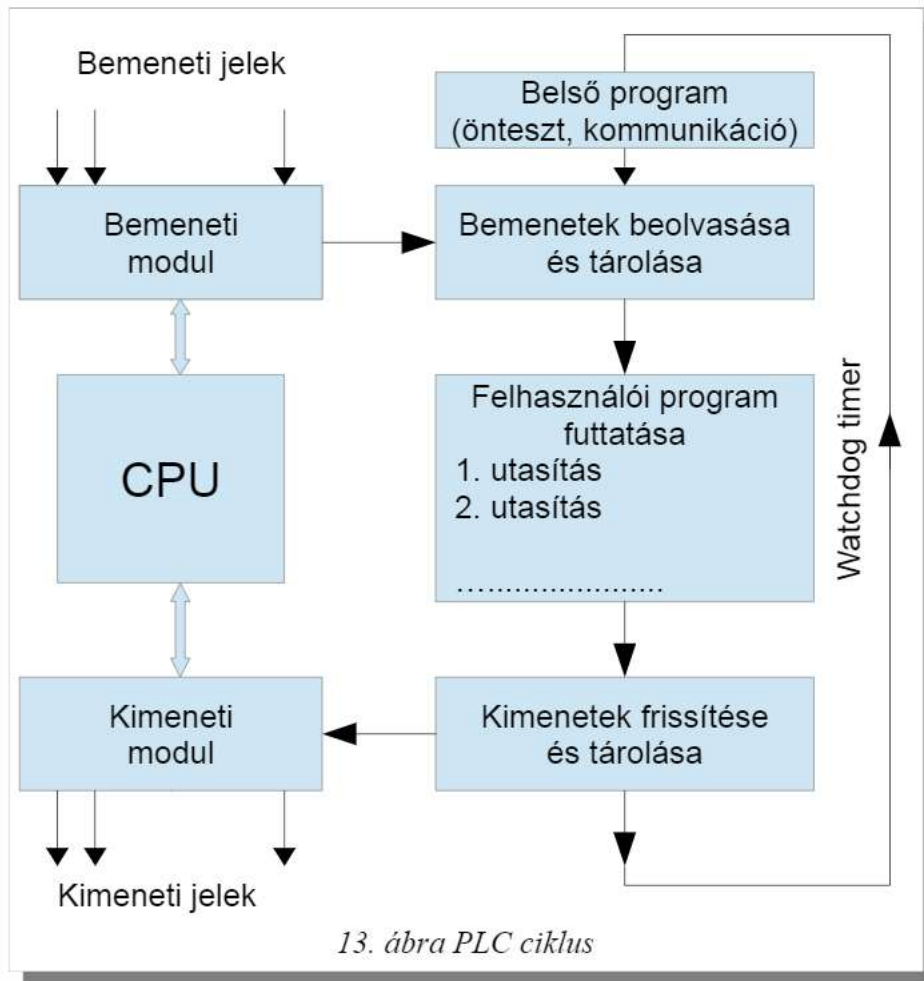 Bemeneti jelek
Belső program
(önteszt, kommunikáció)
Bemeneti
modul
Bemenetek beolvasása
és tárolása
CPU
Felhasználói program
futtatása
1. utasítás
2. utasítás
........................
Watchdog timer
Kimeneti
modul
Kimenetek frissítése
és tárolása
Kimeneti jelek
13. ábra PLC ciklus